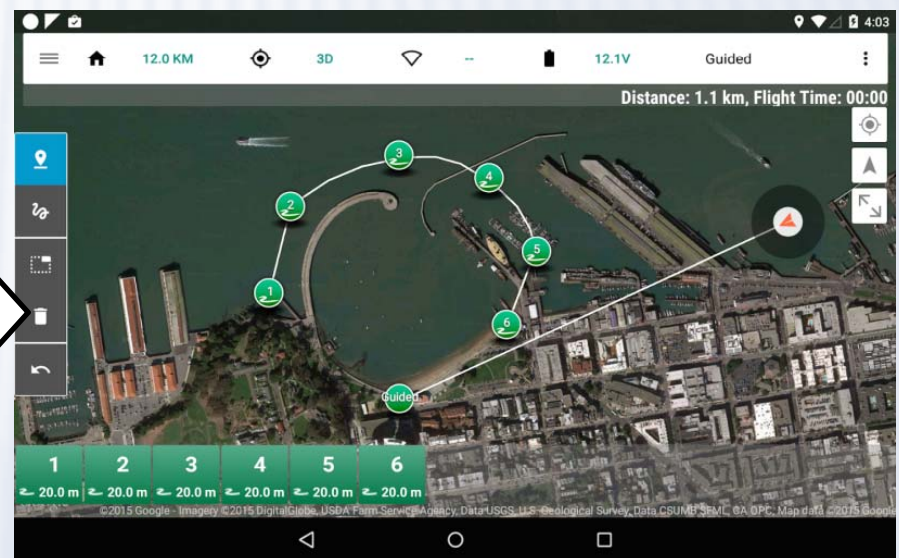 4:03
12.0 KM 3D -- 12.1V Guided
Distance: 1.1 km, Flight Time: 00:00
3
4
2
5
1
6
Guided
1 2 3 4 5 6
20.0 m 20.0 m 20.0 m 20.0 m 20.0 m 20.0 m
©2015 Google - Imagery ©2015 DigitalGlobe, USDA Farm Service Agency, Data USGS, U.S. Geological Survey, Data CSUMB SFML, CA OPC, Map data ©2015 Google